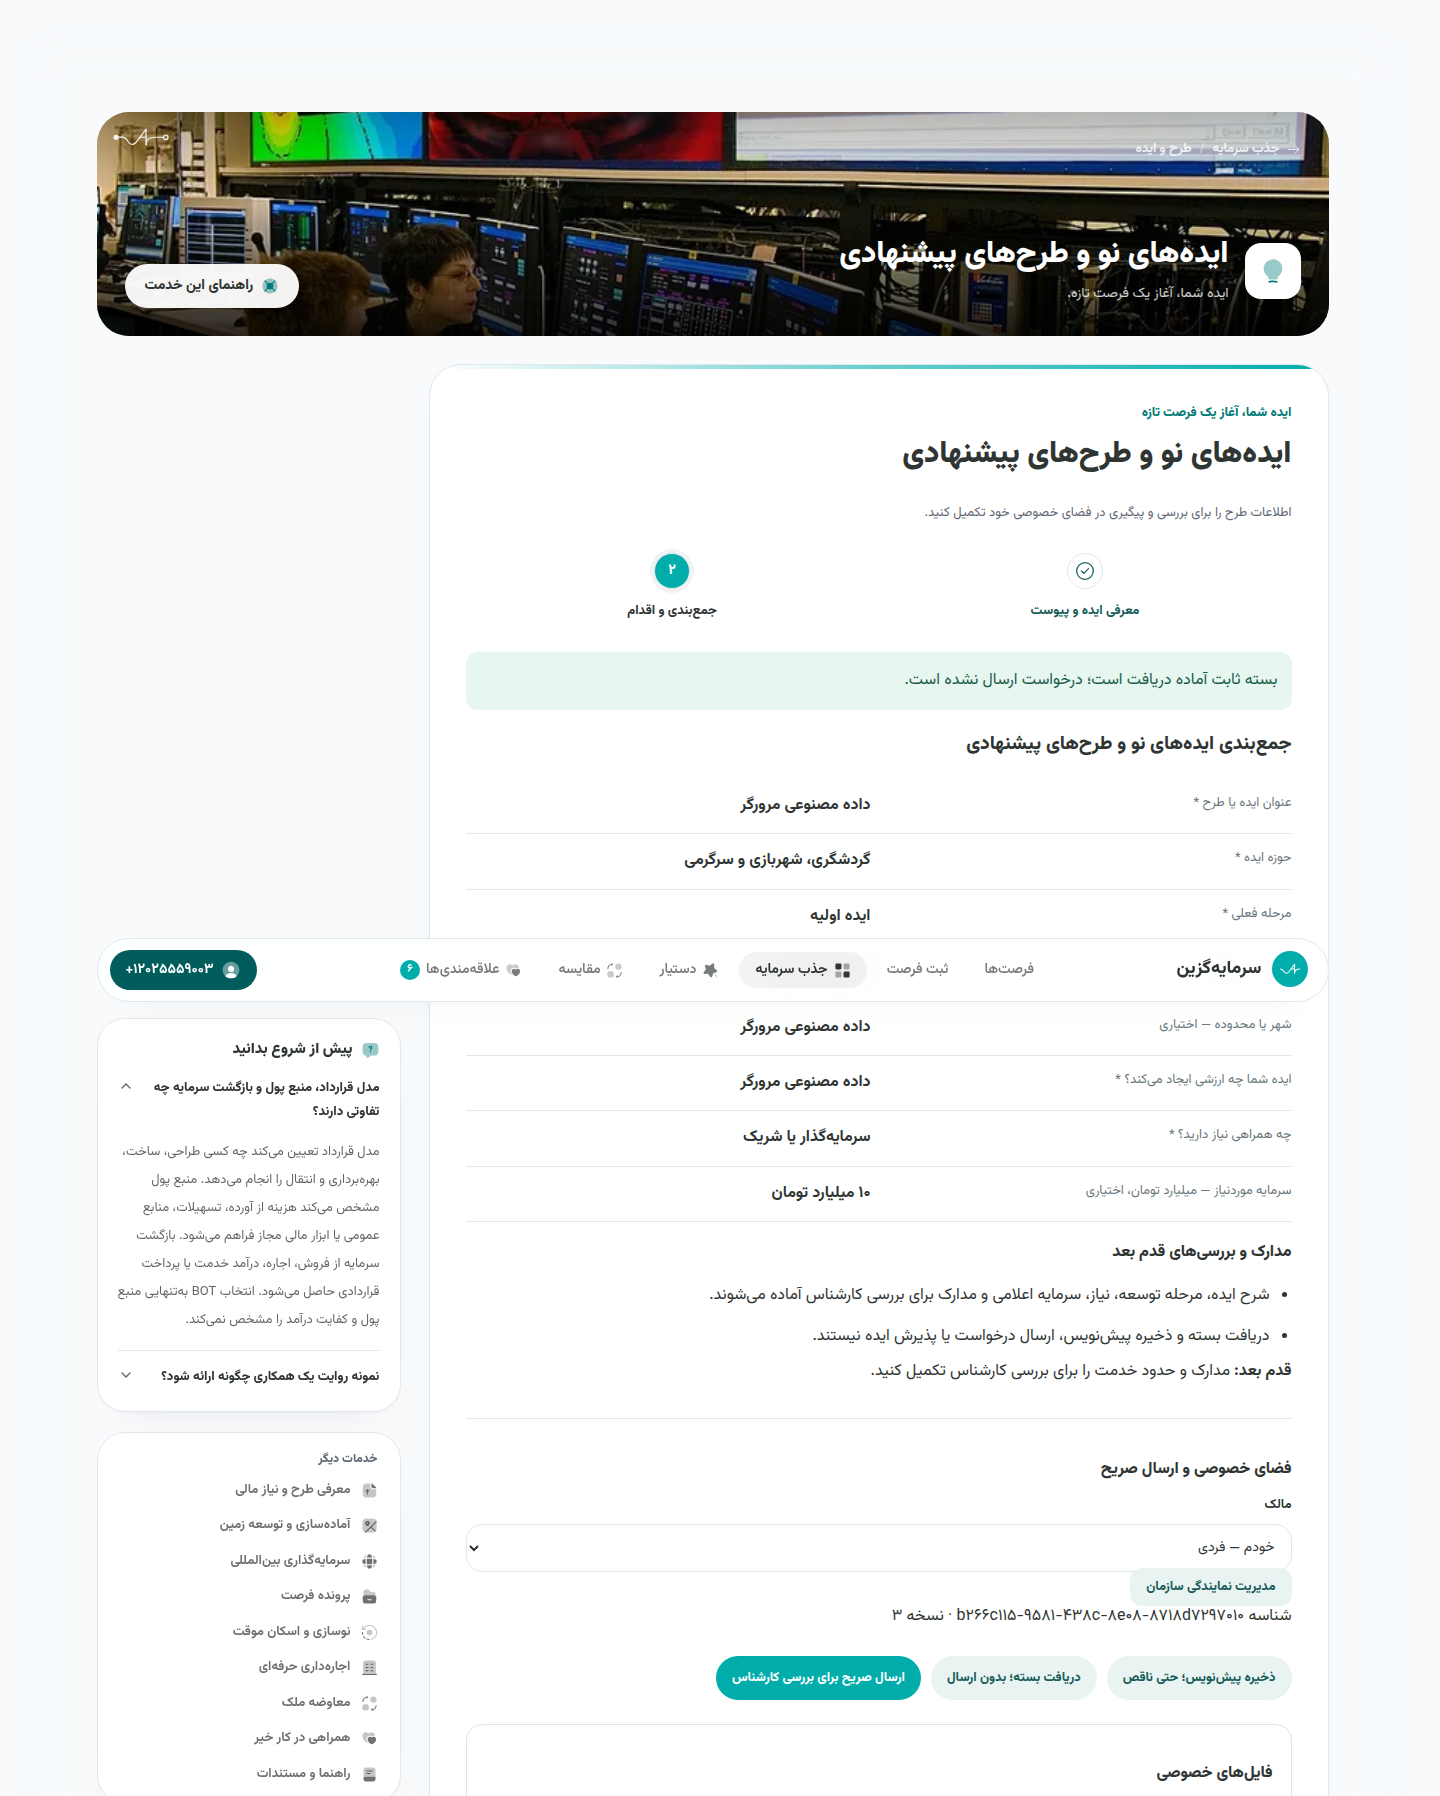 جذب سرمایه / طرح و ایده
ایده‌های نو و طرح‌های پیشنهادی
ایده شما، آغاز یک فرصت تازه.
راهنمای این خدمت
ایده شما، آغاز یک فرصت تازه
ایده‌های نو و طرح‌های پیشنهادی
اطلاعات طرح را برای بررسی و پیگیری در فضای خصوصی خود تکمیل کنید.
معرفی ایده و پیوست
۲
جمع‌بندی و اقدام
بسته ثابت آماده دریافت است؛ درخواست ارسال نشده است.
جمع‌بندی ایده‌های نو و طرح‌های پیشنهادی
عنوان ایده یا طرح *
داده مصنوعی مرورگر
حوزه ایده *
گردشگری، شهربازی و سرگرمی
مرحله فعلی *
ایده اولیه
سرمایه‌گزین
فرصت‌ها
ثبت فرصت
جذب سرمایه
دستیار
مقایسه
علاقه‌مندی‌ها ۶
+۱۲۰۲۵۵۵۹۰۰۳
شهر یا محدوده — اختیاری
داده مصنوعی مرورگر
ایده شما چه ارزشی ایجاد می‌کند؟ *
داده مصنوعی مرورگر
چه همراهی نیاز دارید؟ *
سرمایه‌گذار یا شریک
سرمایه موردنیاز — میلیارد تومان، اختیاری
۱۰ میلیارد تومان
مدارک و بررسی‌های قدم بعد
شرح ایده، مرحله توسعه، نیاز، سرمایه اعلامی و مدارک برای بررسی کارشناس آماده می‌شوند.
دریافت بسته و ذخیره پیش‌نویس، ارسال درخواست یا پذیرش ایده نیستند.
قدم بعد: مدارک و حدود خدمت را برای بررسی کارشناس تکمیل کنید.
فضای خصوصی و ارسال صریح
مالک
خودم — فردی
مدیریت نمایندگی سازمان
شناسه b۲۶۶c۱۱۵-۹۵۸۱-۴۳۸c-۸e۰۸-۸۷۱۸d۷۲۹۷۰۱۰ · نسخه ۳
ذخیره پیش‌نویس؛ حتی ناقص
دریافت بسته؛ بدون ارسال
ارسال صریح برای بررسی کارشناس
فایل‌های خصوصی
پیش از شروع بدانید
مدل قرارداد، منبع پول و بازگشت سرمایه چه
تفاوتی دارند؟
مدل قرارداد تعیین می‌کند چه کسی طراحی، ساخت،
بهره‌برداری و انتقال را انجام می‌دهد. منبع پول
مشخص می‌کند هزینه از آورده، تسهیلات، منابع
عمومی یا ابزار مالی مجاز فراهم می‌شود. بازگشت
سرمایه از فروش، اجاره، درآمد خدمت یا پرداخت
قراردادی حاصل می‌شود. انتخاب BOT به‌تنهایی منبع
پول و کفایت درآمد را مشخص نمی‌کند.
نمونه روایت یک همکاری چگونه ارائه شود؟
خدمات دیگر
معرفی طرح و نیاز مالی
آماده‌سازی و توسعه زمین
سرمایه‌گذاری بین‌المللی
پرونده فرصت
نوسازی و اسکان موقت
اجاره‌داری حرفه‌ای
معاوضه ملک
همراهی در کار خیر
راهنما و مستندات